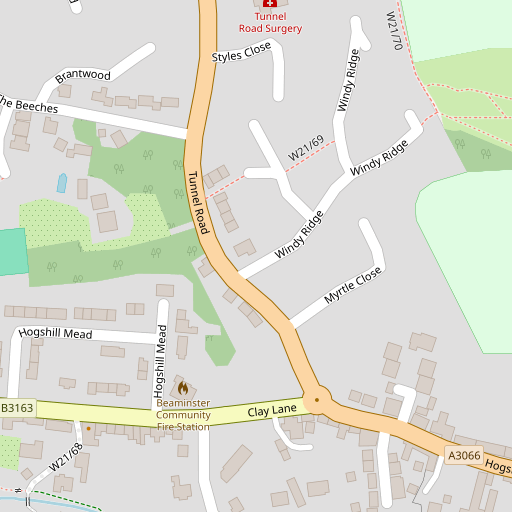 W21/70
Tunnel
Road Surgery
Styles Close
Brantwood
The Beeches
Windy Ridge
W21/69
Windy Ridge
Tunnel Road
Windy Ridge
Myrtle Close
Hogshill Mead
Hogshill Mead
B3163
Beaminster
Community
Fire Station
Clay Lane
W21/68
A3066
Hogs